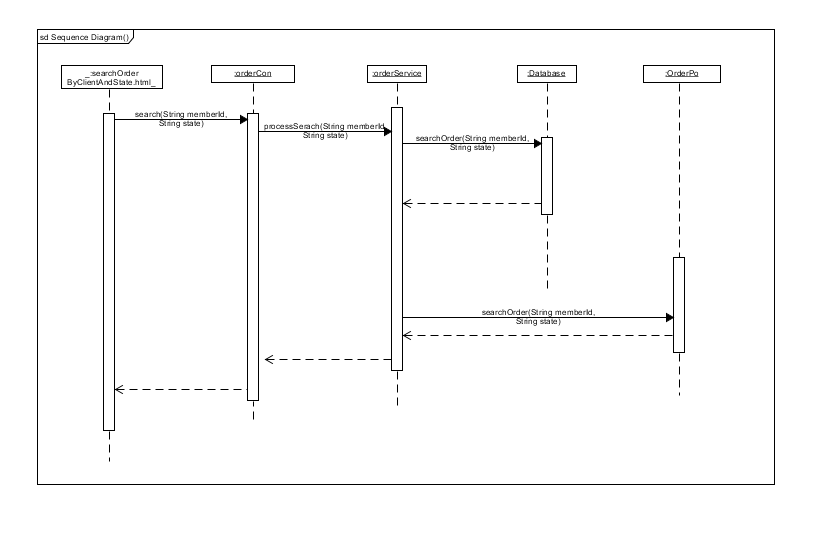 sd Sequence Diagram()
_:searchOrder
ByClientAndState.html_
:orderCon
:orderService
:Database
:OrderPo
search(String memberId,
String state)
processSerach(String memberId,
String state)
searchOrder(String memberId,
String state)
searchOrder(String memberId,
String state)